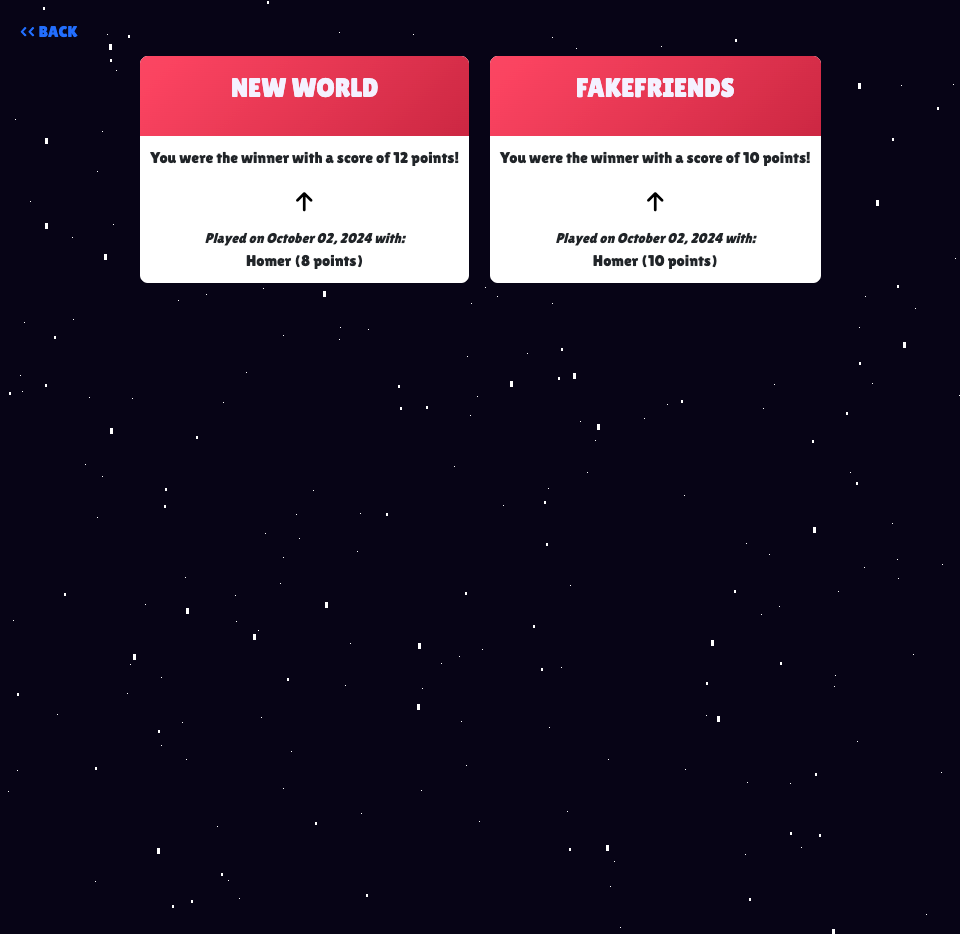 << BACK
NEW WORLD
You were the winner with a score of 12 points!
Played on October 02, 2024 with:
Homer (8 points)
FAKEFRIENDS
You were the winner with a score of 10 points!
Played on October 02, 2024 with:
Homer (10 points)